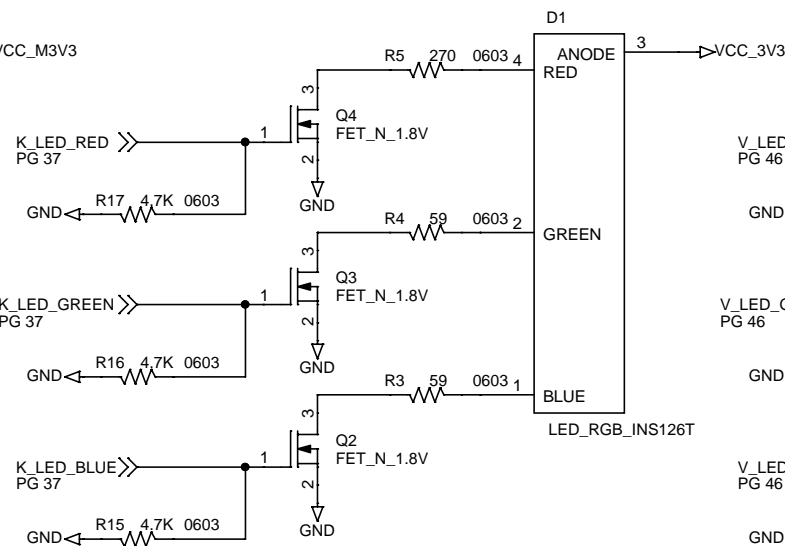 D1
VCC_M3V3
R5 270 0603 4
ANODE 3 VCC_3V3
RED
3
Q4
FET_N_1.8V
K_LED_RED 1
PG 37
2
V_LED
PG 46
R17 4.7K 0603
GND
GND
GND
R4 59 0603 2
GREEN
3
Q3
FET_N_1.8V
K_LED_GREEN 1
PG 37
2
V_LED_G
PG 46
R16 4.7K 0603
GND
GND
GND
R3 59 0603 1
BLUE
3
LED_RGB_INS126T
Q2
FET_N_1.8V
K_LED_BLUE 1
PG 37
2
V_LED
PG 46
R15 4.7K 0603
GND
GND
GND